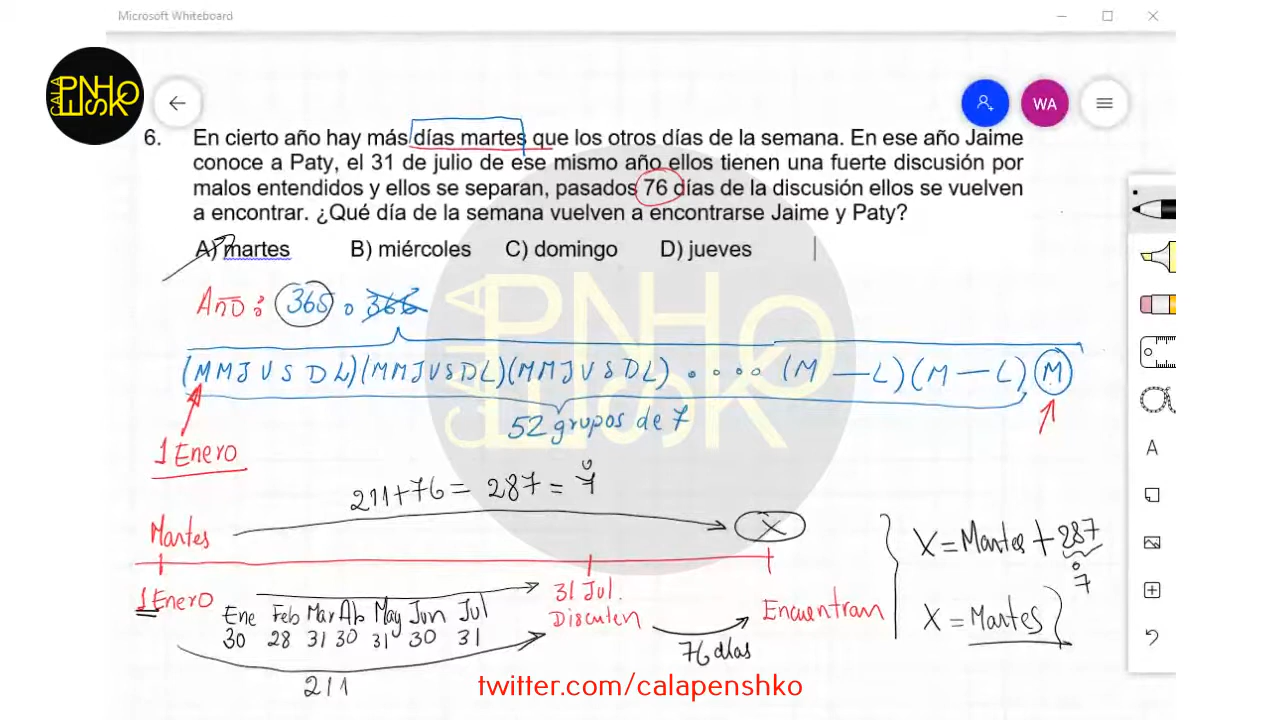 Microsoft Whiteboard
CALA
PNHO
ESK
WA
6. En cierto año hay más días martes que los otros días de la semana. En ese año Jaime
conoce a Paty, el 31 de julio de ese mismo año ellos tienen una fuerte discusión por
malos entendidos y ellos se separan, pasados 76 días de la discusión ellos se vuelven
a encontrar. ¿Qué día de la semana vuelven a encontrarse Jaime y Paty?
A) martes B) miércoles C) domingo D) jueves
Año: 365 o 366
(MMJVSDL)(MMJVSDL)(MMJVSDL) .... (M — L)(M — L) M
52 grupos de 7
1 Enero
211+76= 287= 7̊
Martes X
X=Martes+287
7̊
1Enero 31 Jul. Encuentran
Discuten
Ene Feb Mar Ab May Jun Jul
30 28 31 30 31 30 31
X=Martes
76 días
211
twitter.com/calapenshko
A